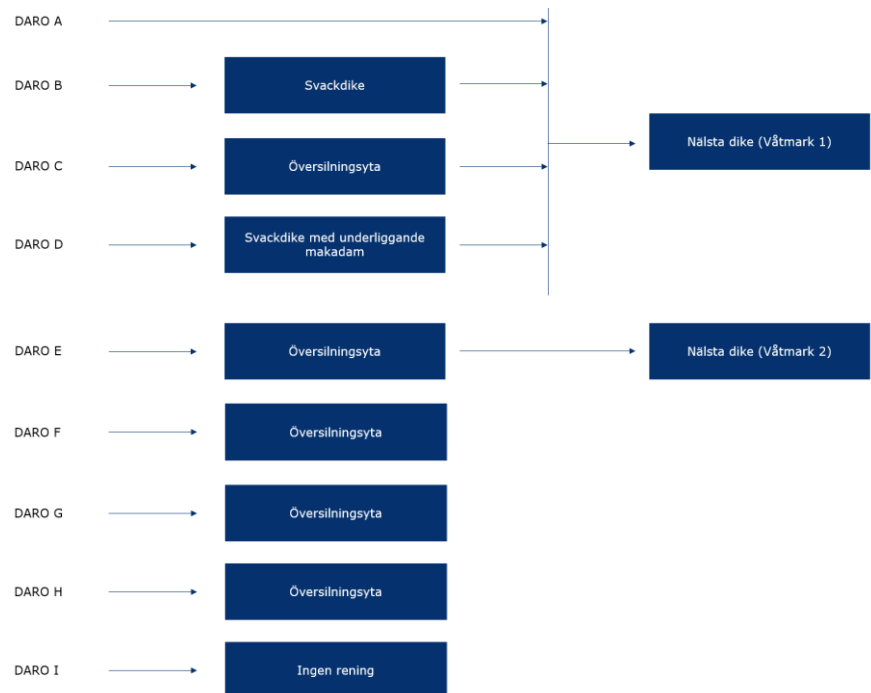 DARO A
DARO B
Svackdike
Nälsta dike (Våtmark 1)
DARO C
Översilningsyta
DARO D
Svackdike med underliggande
makadam
DARO E
Översilningsyta
Nälsta dike (Våtmark 2)
DARO F
Översilningsyta
DARO G
Översilningsyta
DARO H
Översilningsyta
DARO I
Ingen rening